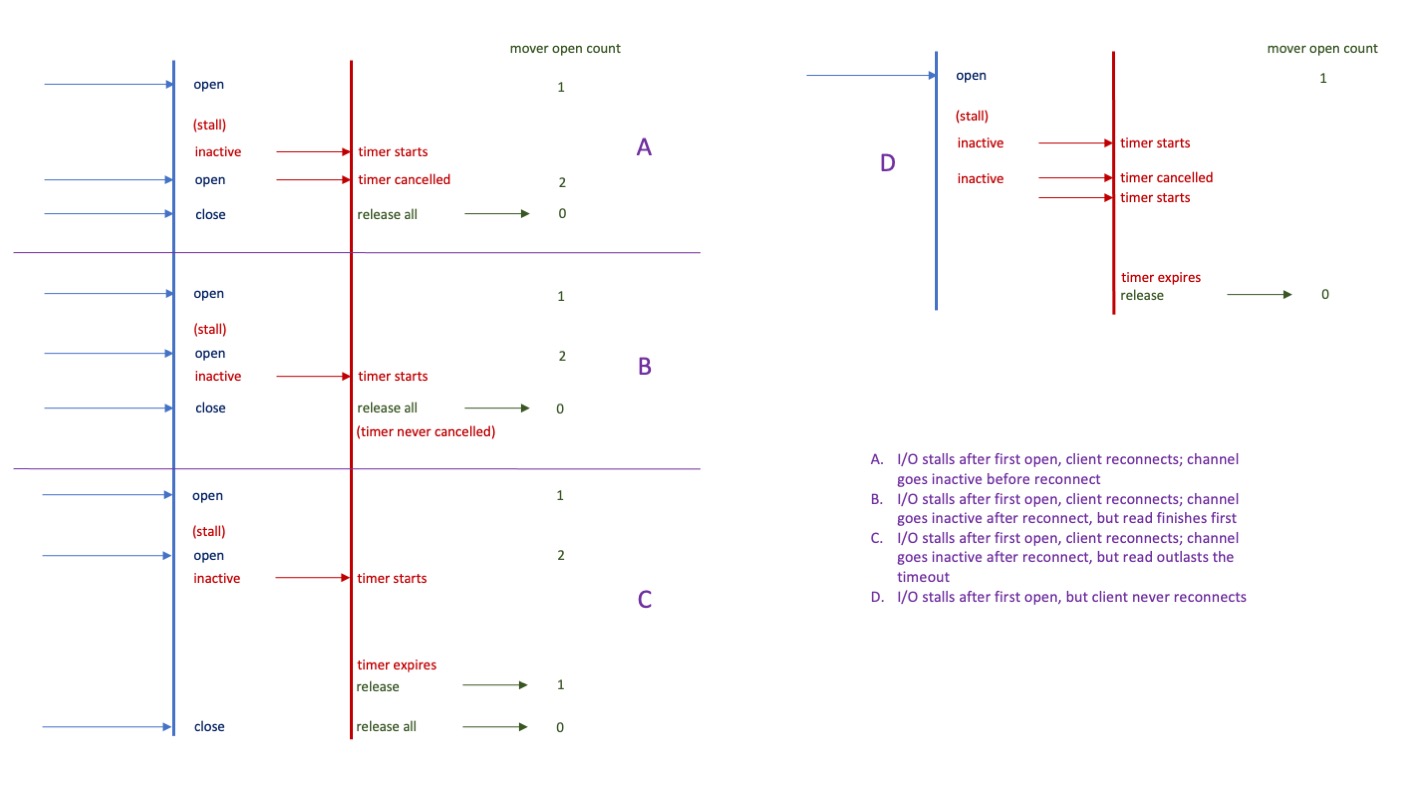 mover open count
open 1
(stall)
inactive timer starts
A
open timer cancelled 2
close release all 0
open 1
(stall)
open 2
B
inactive timer starts
close release all 0
(timer never cancelled)
open 1
(stall)
open 2
inactive timer starts
C
timer expires
release 1
close release all 0
mover open count
open 1
(stall)
inactive timer starts
D
inactive timer cancelled
timer starts
timer expires
release 0
A. I/O stalls after first open, client reconnects; channel
goes inactive before reconnect
B. I/O stalls after first open, client reconnects; channel
goes inactive after reconnect, but read finishes first
C. I/O stalls after first open, client reconnects; channel
goes inactive after reconnect, but read outlasts the
timeout
D. I/O stalls after first open, but client never reconnects